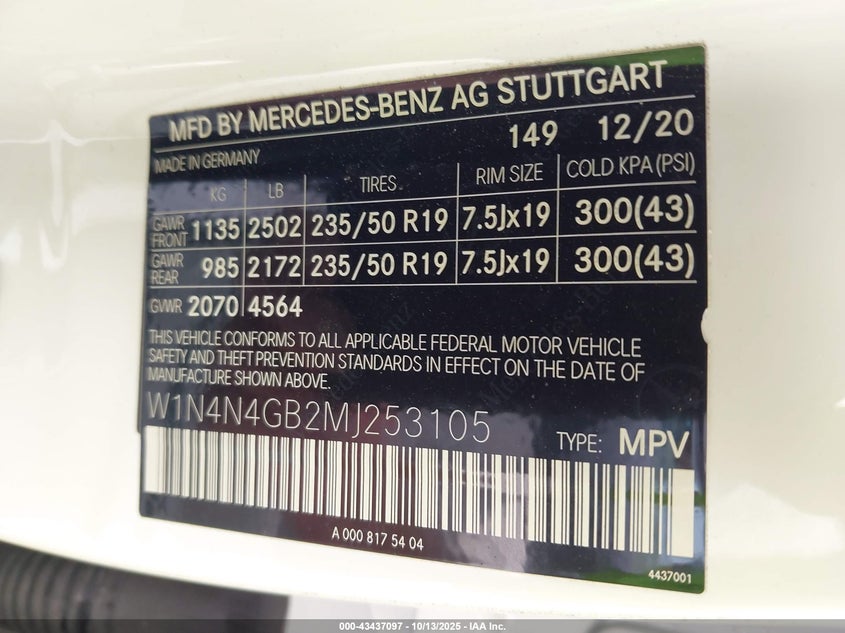 MFD BY MERCEDES-BENZ AG STUTTGART
149 12/20
MADE IN GERMANY
KG LB TIRES RIM SIZE COLD KPA (PSI)
GAWR FRONT 1135 2502 235/50 R19 7.5Jx19 300(43)
GAWR REAR 985 2172 235/50 R19 7.5Jx19 300(43)
GVWR 2070 4564
THIS VEHICLE CONFORMS TO ALL APPLICABLE FEDERAL MOTOR VEHICLE
SAFETY AND THEFT PREVENTION STANDARDS IN EFFECT ON THE DATE OF
MANUFACTURE SHOWN ABOVE.
W1N4N4GB2MJ253105
TYPE: MPV
A 000 817 54 04
4437001
000-43437097 - 10/13/2025 - IAA Inc.